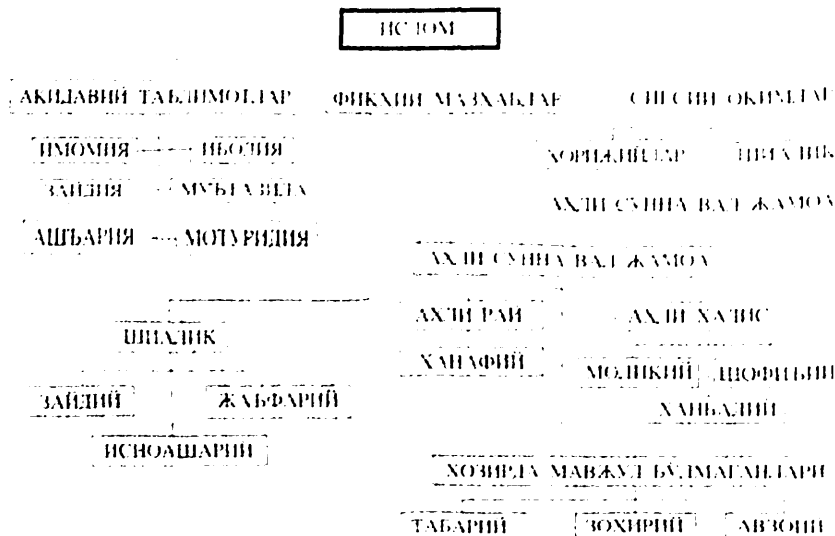 ИСЛОМ
АКИДАВИЙ ТАЪЛИМОТЛАР ФИКХИЙ МАЗХАБЛАР СИЁСИЙ ОКИМЛАР
ИМОМИЯ ИБОЗИЯ ХОРИЖИЙЛАР ШИАЛИК
ЗАЙДИЯ МУЪТАЗИЛА
АХЛИ СУННА ВАЛ ЖАМОА
АШЪАРИЯ МОТУРИДИЯ
АХЛИ СУННА ВАЛ ЖАМОА
ШИАЛИК
АХЛИ РАЙ АХЛИ ХАДИС
ХАНАФИЙ МОЛИКИЙ ШОФИЪИЙ
ЗАЙДИЙ ЖАЪФАРИЙ
ХАНБАЛИЙ
ИСНОАШАРИЙ
ХОЗИРДА МАВЖУД БЎЛМАГАНЛАРИ
ТАБАРИЙ ЗОХИРИЙ АВЗОИЙ